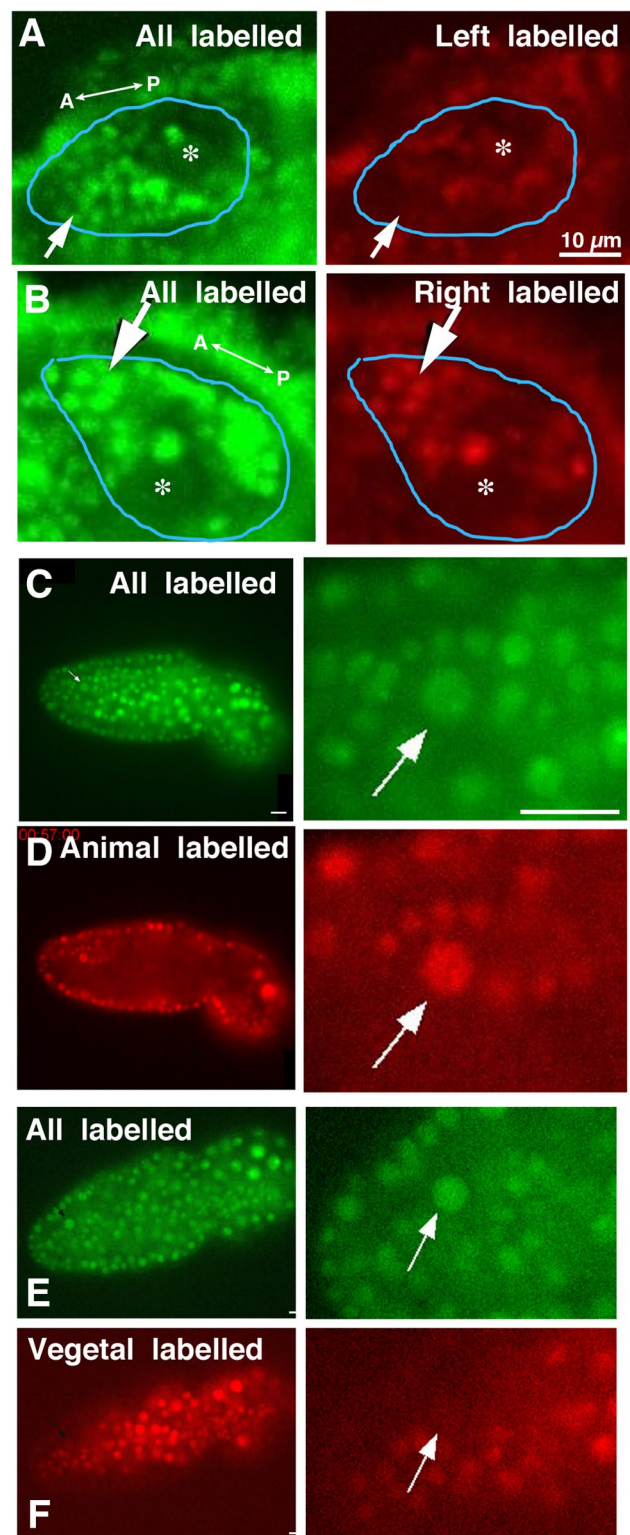 A
All labelled
A
P
*
Left labelled
*
10 µm
B
All labelled
A
P
*
Right labelled
*
C
All labelled
00:57:00
D
Animal labelled
All labelled
E
Vegetal labelled
F